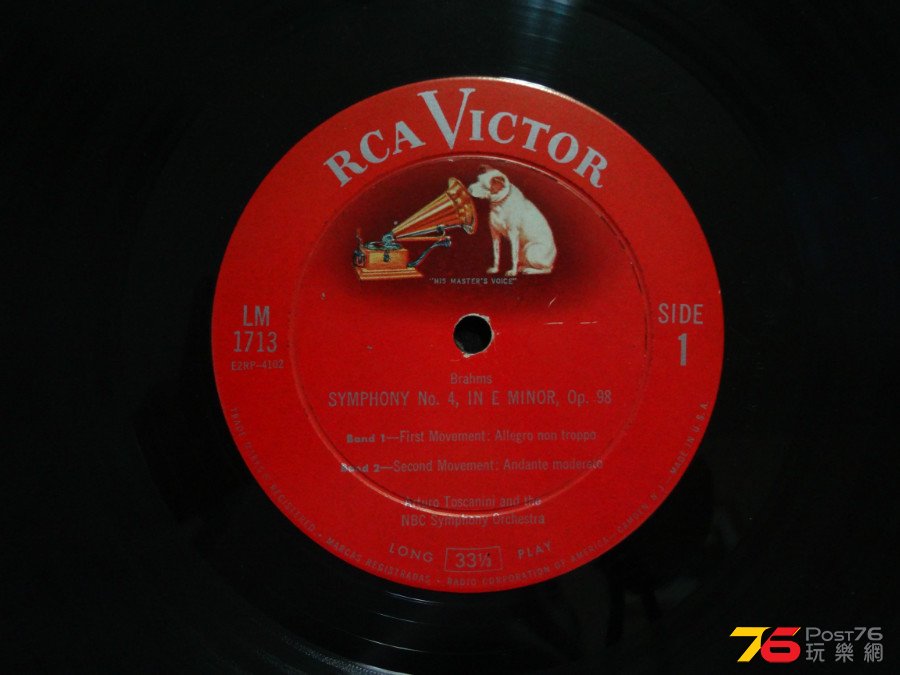 RCA VICTOR
"HIS MASTER'S VOICE"
LM
1713
E2RP-4102
SIDE
1
Brahms
SYMPHONY No. 4, IN E MINOR, Op. 98
Band 1—First Movement: Allegro non troppo
Band 2—Second Movement: Andante moderato
Arturo Toscanini and the
NBC Symphony Orchestra
LONG 33⅓ PLAY
REGISTERED • MARCAS REGISTRADAS • RADIO CORPORATION OF AMERICA, CAMDEN, N. J. MADE IN U.S.A.
76 Post76
玩樂網